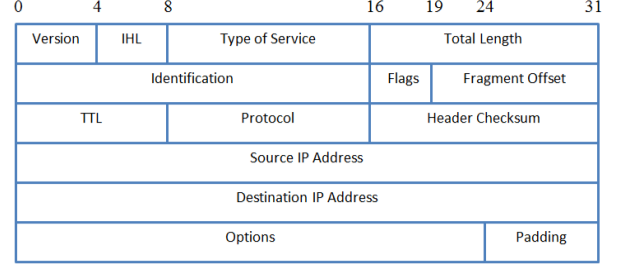 0 4 8 16 19 24 31
Version IHL Type of Service Total Length
Identification Flags Fragment Offset
TTL Protocol Header Checksum
Source IP Address
Destination IP Address
Options Padding